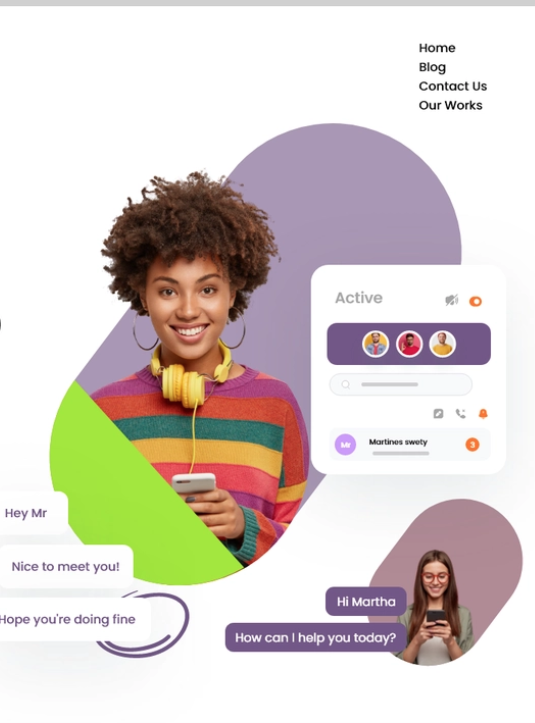 Home
Blog
Contact Us
Our Works
Active
Mr
Martines swety
3
Hey Mr
Nice to meet you!
Hope you're doing fine
Hi Martha
How can I help you today?